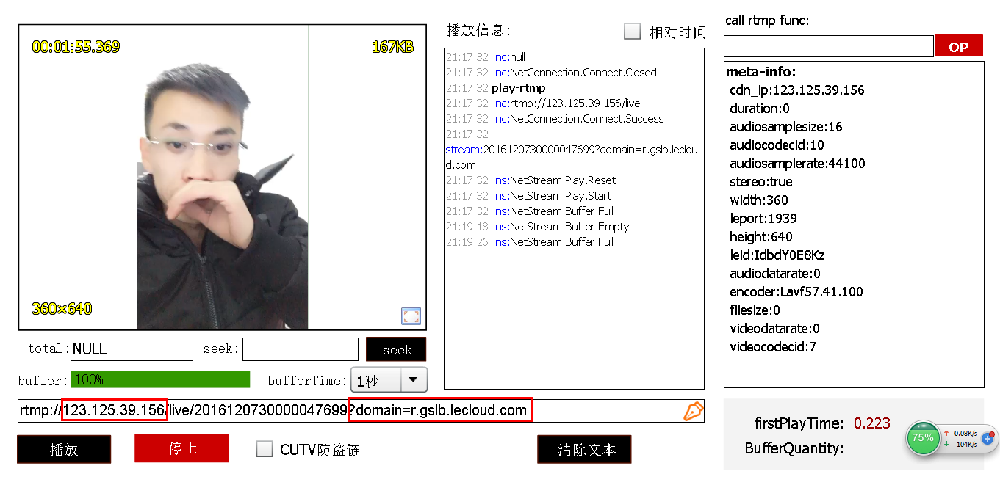 00:01:55.369
167KB
360×640
total:
NULL
seek:
seek
buffer:
100%
bufferTime:
1秒
播放信息:
相对时间
21:17:32 nc:null
21:17:32 nc:NetConnection.Connect.Closed
21:17:32 play-rtmp
21:17:32 nc:rtmp://123.125.39.156/live
21:17:32 nc:NetConnection.Connect.Success
21:17:32
stream:2016120730000047699?domain=r.gslb.leclou
d.com
21:17:32 ns:NetStream.Play.Reset
21:17:32 ns:NetStream.Play.Start
21:17:32 ns:NetStream.Buffer.Full
21:19:18 ns:NetStream.Buffer.Empty
21:19:26 ns:NetStream.Buffer.Full
call rtmp func:
OP
meta-info:
cdn_ip:123.125.39.156
duration:0
audiosamplesize:16
audiocodecid:10
audiosamplerate:44100
stereo:true
width:360
leport:1939
height:640
leid:IdbdY0E8Kz
audiodatarate:0
encoder:Lavf57.41.100
filesize:0
videodatarate:0
videocodecid:7
rtmp://123.125.39.156/live/2016120730000047699?domain=r.gslb.lecloud.com
播放
停止
CUTV防盗链
清除文本
firstPlayTime: 0.223
BufferQuantity:
75%
0.08K/s
104K/s